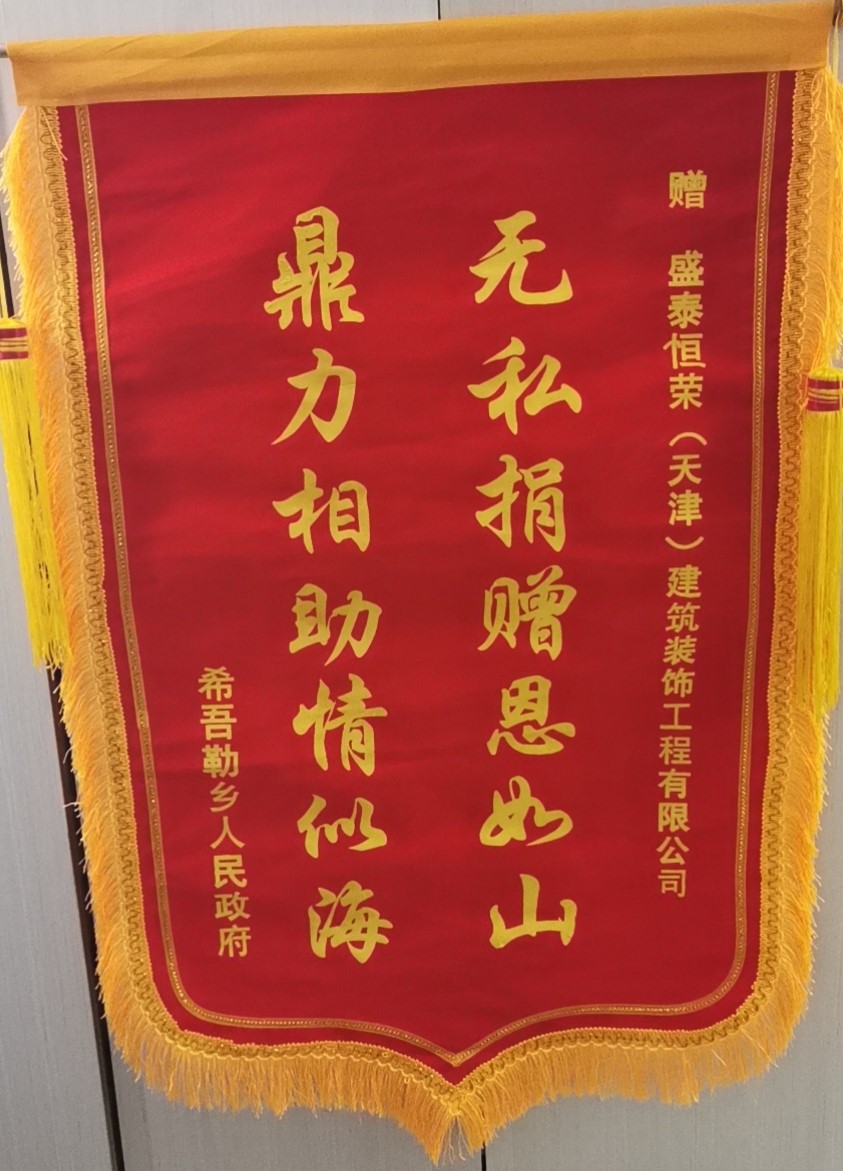 赠 盛泰恒荣（天津）建筑装饰工程有限公司
无私捐赠恩如山
鼎力相助情似海
希吾勒乡人民政府